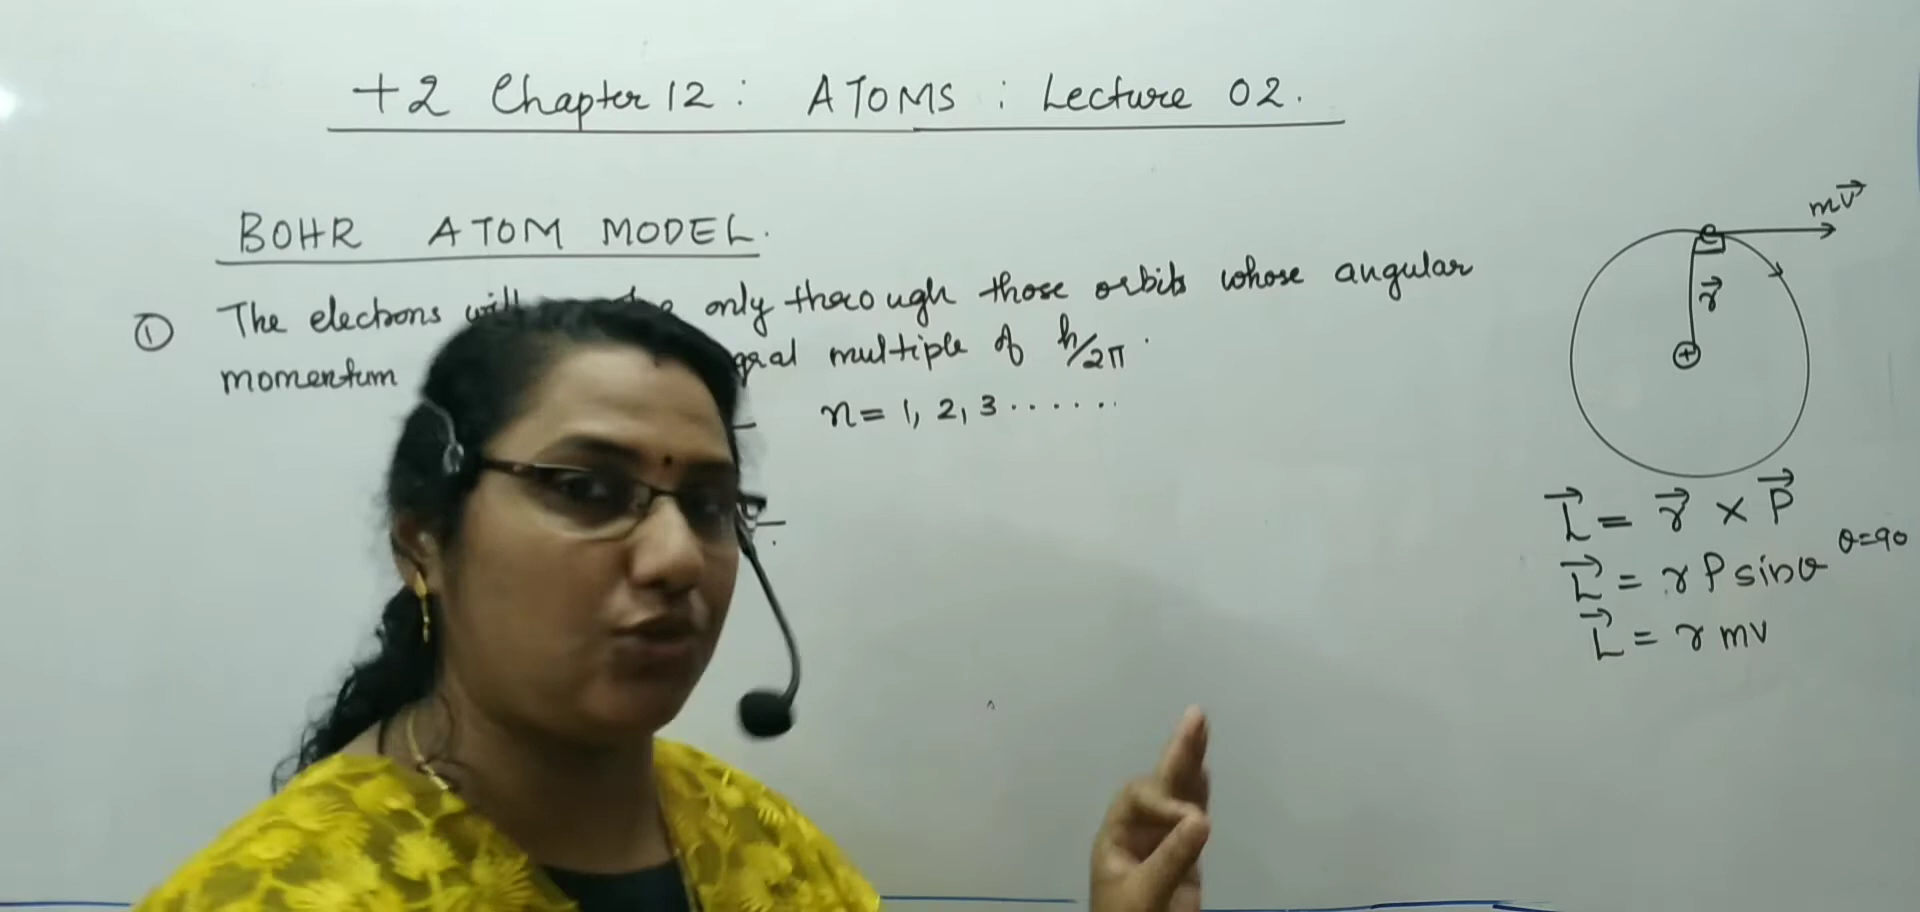 +2 Chapter 12 : ATOMS : Lecture 02.
BOHR ATOM MODEL.
① The electrons only through those orbits whose angular
momentum multiple of h/2π.
n = 1, 2, 3 ......
mv⃗
e
r⃗
+
L⃗ = r⃗ × P⃗
L⃗ = r P sinθ θ=90
L⃗ = r mv